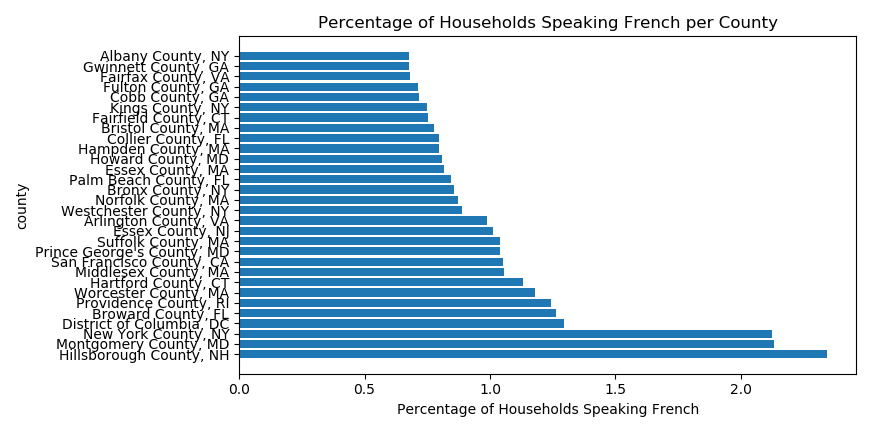 Percentage of Households Speaking French per County
Albany County, NY
Gwinnett County, GA
Fairfax County, VA
Fulton County, GA
Cobb County, GA
Kings County, NY
Fairfield County, CT
Bristol County, MA
Collier County, FL
Hampden County, MA
Howard County, MD
Essex County, MA
Palm Beach County, FL
Bronx County, NY
Norfolk County, MA
Westchester County, NY
Arlington County, VA
Essex County, NJ
Suffolk County, MA
Prince George's County, MD
San Francisco County, CA
Middlesex County, MA
Hartford County, CT
Worcester County, MA
Providence County, RI
Broward County, FL
District of Columbia, DC
New York County, NY
Montgomery County, MD
Hillsborough County, NH
county
0.0 0.5 1.0 1.5 2.0
Percentage of Households Speaking French